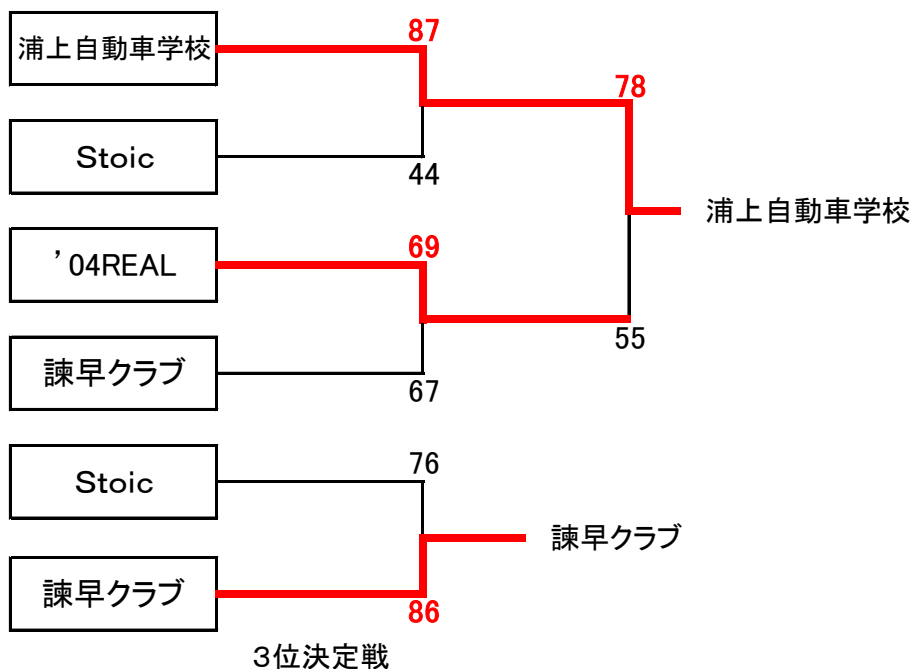 浦上自動車学校
87
78
Stoic
44
浦上自動車学校
’04REAL
69
55
諫早クラブ
67
Stoic
76
諫早クラブ
諫早クラブ
86
３位決定戦